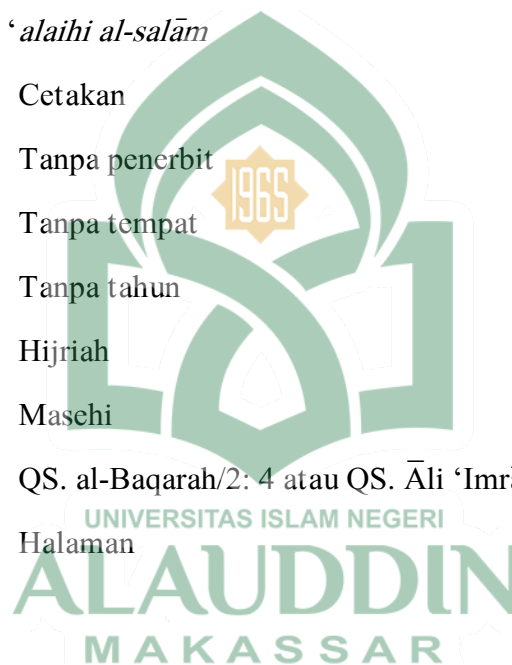 ‘alaihi al-salām
Cetakan
Tanpa penerbit
1965
Tanpa tempat
Tanpa tahun
Hijriah
Masehi
QS. al-Baqarah/2: 4 atau QS. Āli ‘Imr
UNIVERSITAS ISLAM NEGERI
Halaman
ALAUDDIN
MAKASSAR